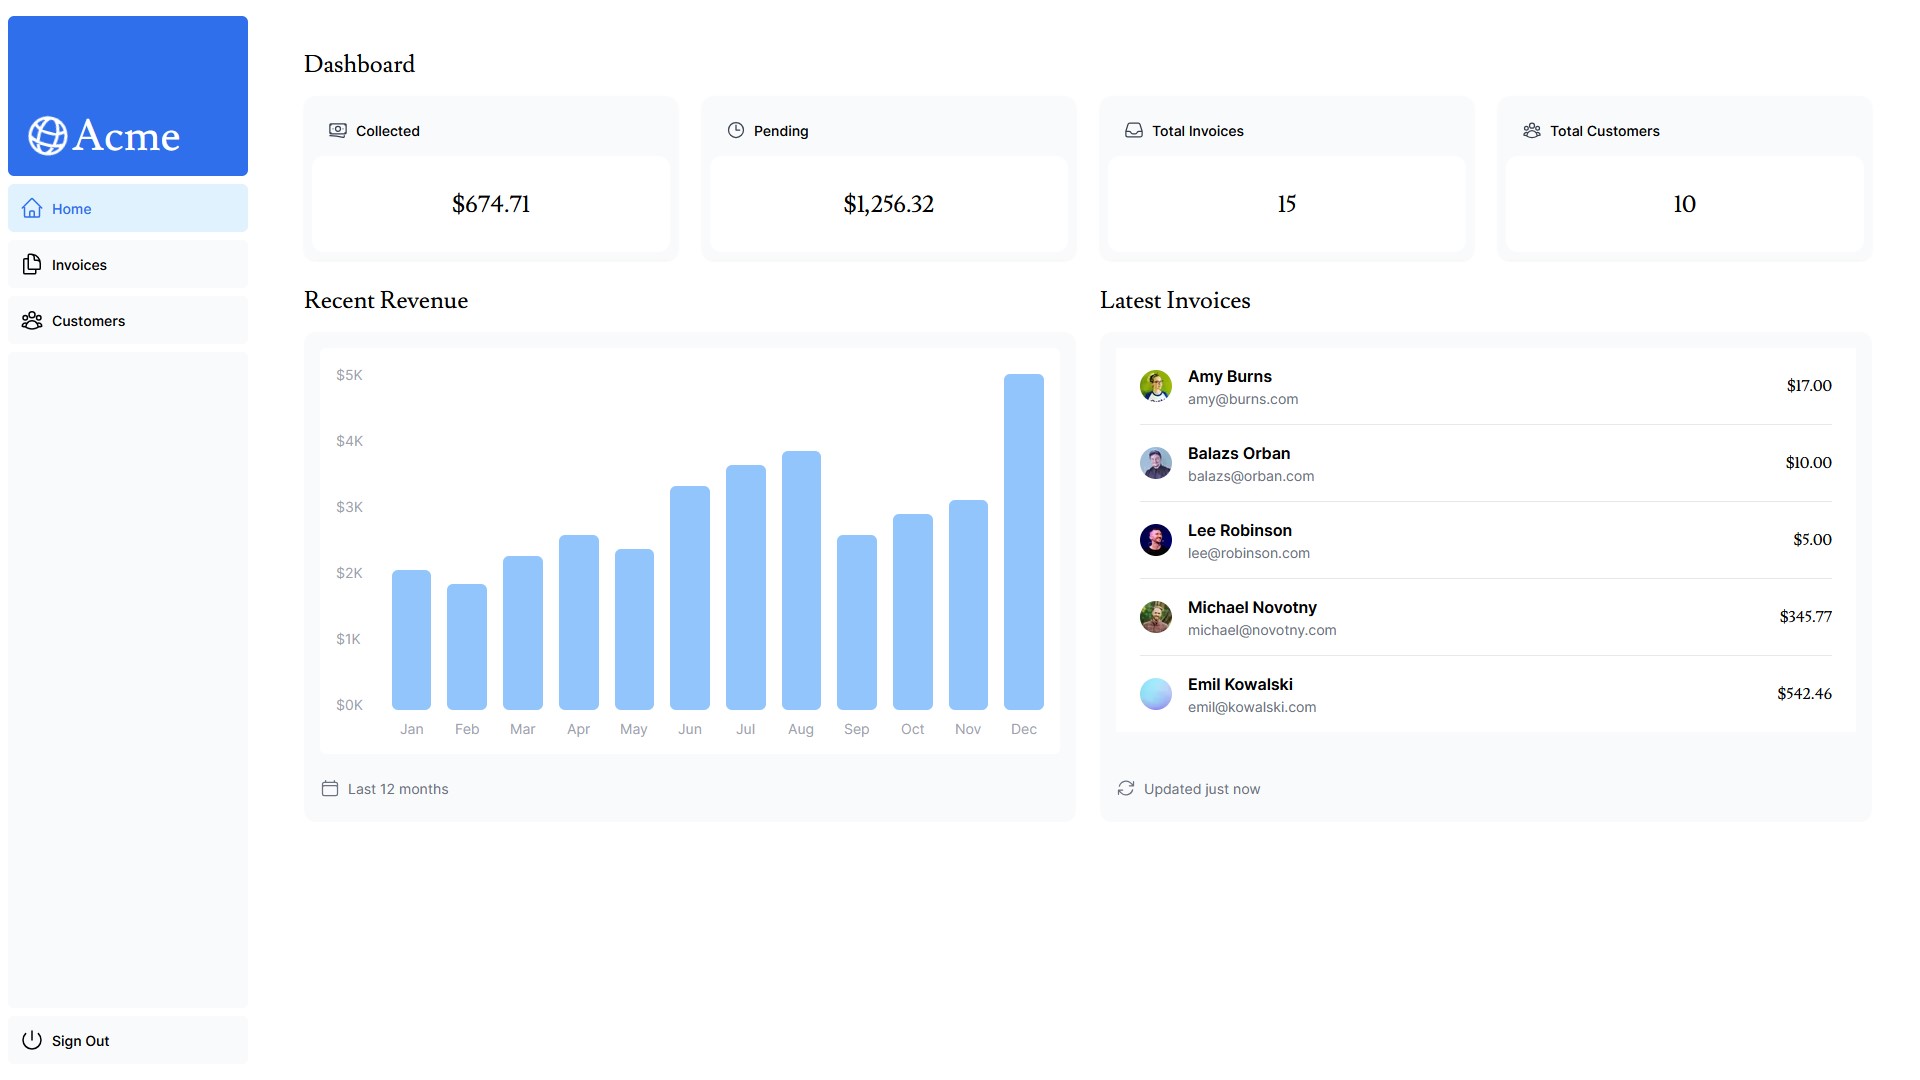 Acme
Home
Invoices
Customers
Sign Out
Dashboard
Collected
$674.71
Pending
$1,256.32
Total Invoices
15
Total Customers
10
Recent Revenue
$5K
$4K
$3K
$2K
$1K
$0K
Jan Feb Mar Apr May Jun Jul Aug Sep Oct Nov Dec
Last 12 months
Latest Invoices
Amy Burns
amy@burns.com
$17.00
Balazs Orban
balazs@orban.com
$10.00
Lee Robinson
lee@robinson.com
$5.00
Michael Novotny
michael@novotny.com
$345.77
Emil Kowalski
emil@kowalski.com
$542.46
Updated just now